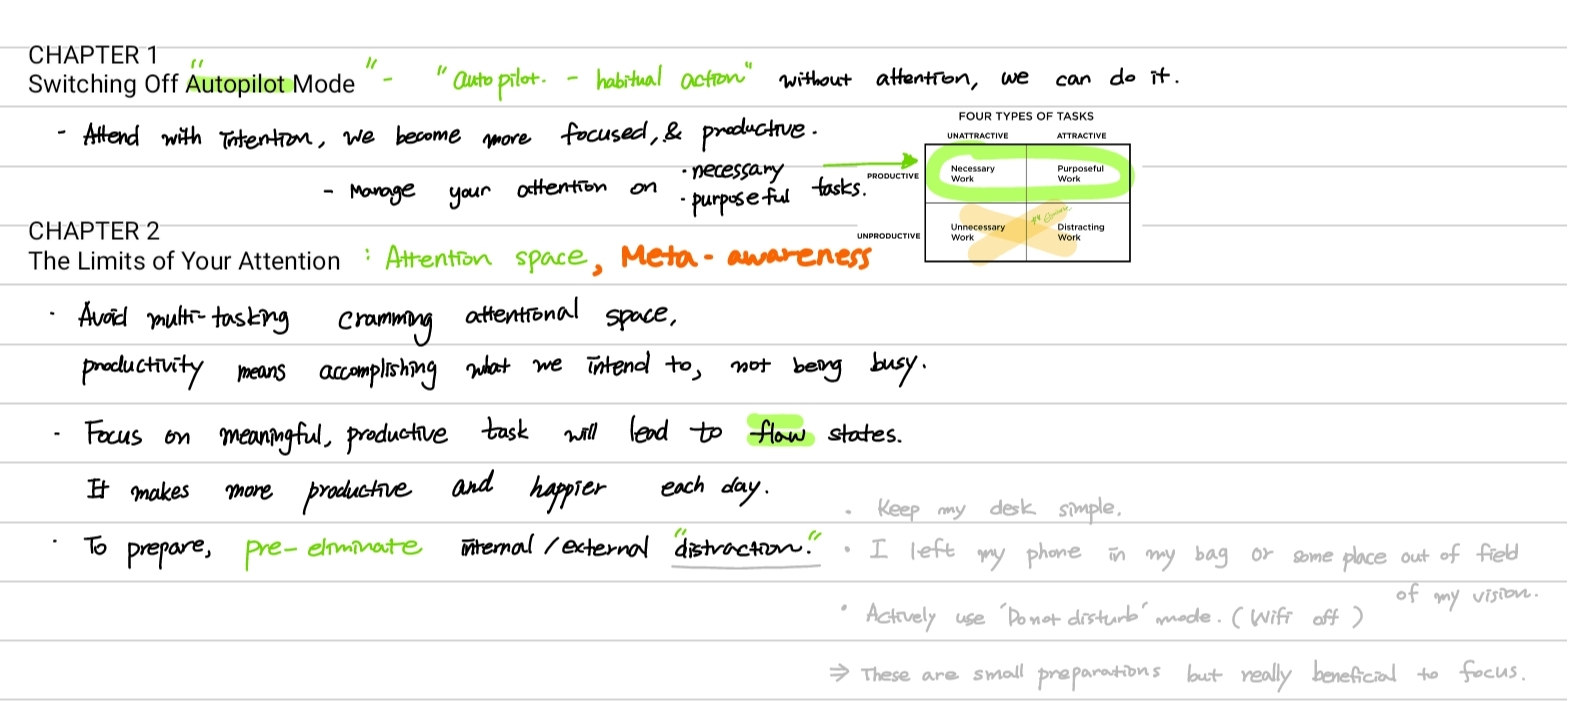 CHAPTER 1
Switching Off "Autopilot Mode" - "autopilot. - habitual action" without attention, we can do it.
- Attend with intention, we become more focused, & productive.
- Manage your attention on · necessary · purposeful tasks.
FOUR TYPES OF TASKS
UNATTRACTIVE ATTRACTIVE
PRODUCTIVE
Necessary Work
Purposeful Work
UNPRODUCTIVE
Unnecessary Work
Distracting Work
CHAPTER 2
The Limits of Your Attention : Attention space, Meta-awareness
· Avoid multi-tasking cramming attentional space,
productivity means accomplishing what we intend to, not being busy.
- Focus on meaningful, productive task will lead to flow states.
It makes more productive and happier each day.
· To prepare, pre-eliminate internal/external "distraction."
· Keep my desk simple.
· I left my phone in my bag or some place out of field
of my vision.
· Actively use 'Do not disturb' mode. (Wifi off)
⇒ These are small preparations but really beneficial to focus.